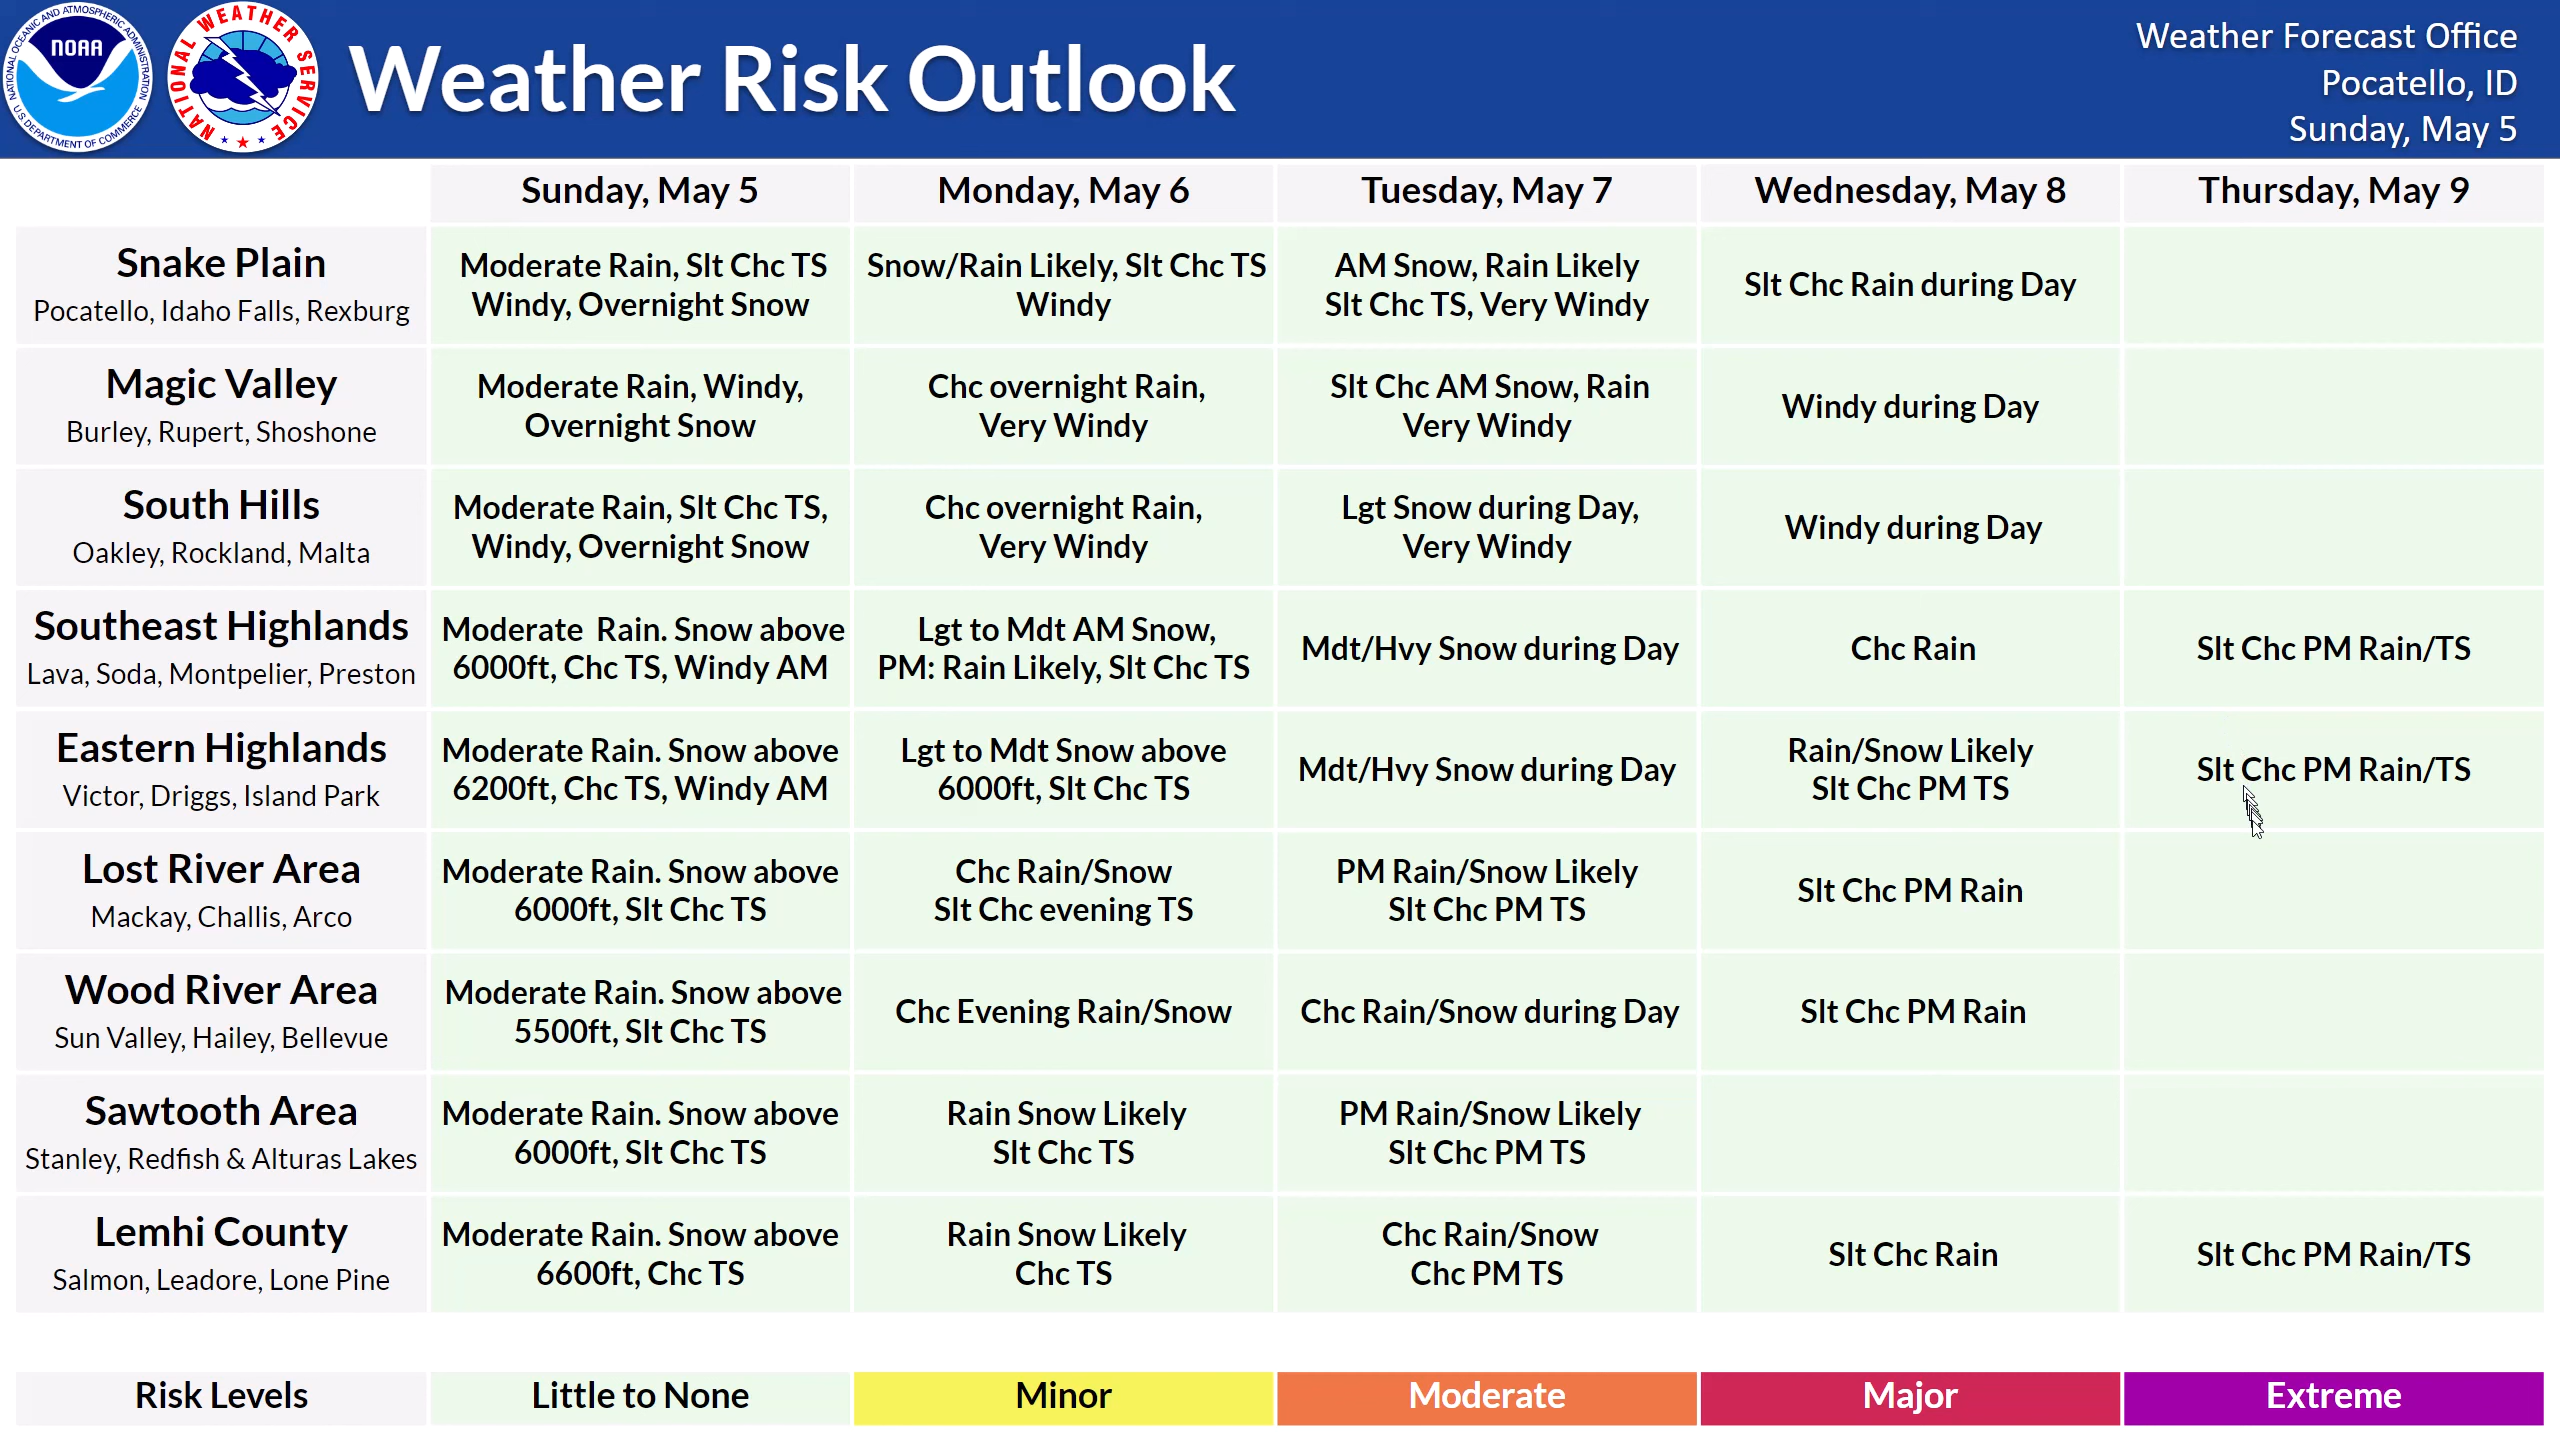 NATIONAL OCEANIC AND ATMOSPHERIC ADMINISTRATION
U.S. DEPARTMENT OF COMMERCE
NOAA
NATIONAL WEATHER SERVICE
Weather Risk Outlook
Weather Forecast Office
Pocatello, ID
Sunday, May 5
Sunday, May 5 Monday, May 6 Tuesday, May 7 Wednesday, May 8 Thursday, May 9
Snake Plain
Pocatello, Idaho Falls, Rexburg
Moderate Rain, Slt Chc TS
Windy, Overnight Snow
Snow/Rain Likely, Slt Chc TS
Windy
AM Snow, Rain Likely
Slt Chc TS, Very Windy
Slt Chc Rain during Day
Magic Valley
Burley, Rupert, Shoshone
Moderate Rain, Windy,
Overnight Snow
Chc overnight Rain,
Very Windy
Slt Chc AM Snow, Rain
Very Windy
Windy during Day
South Hills
Oakley, Rockland, Malta
Moderate Rain, Slt Chc TS,
Windy, Overnight Snow
Chc overnight Rain,
Very Windy
Lgt Snow during Day,
Very Windy
Windy during Day
Southeast Highlands
Lava, Soda, Montpelier, Preston
Moderate  Rain. Snow above
6000ft, Chc TS, Windy AM
Lgt to Mdt AM Snow,
PM: Rain Likely, Slt Chc TS
Mdt/Hvy Snow during Day
Chc Rain
Slt Chc PM Rain/TS
Eastern Highlands
Victor, Driggs, Island Park
Moderate Rain. Snow above
6200ft, Chc TS, Windy AM
Lgt to Mdt Snow above
6000ft, Slt Chc TS
Mdt/Hvy Snow during Day
Rain/Snow Likely
Slt Chc PM TS
Slt Chc PM Rain/TS
Lost River Area
Mackay, Challis, Arco
Moderate Rain. Snow above
6000ft, Slt Chc TS
Chc Rain/Snow
Slt Chc evening TS
PM Rain/Snow Likely
Slt Chc PM TS
Slt Chc PM Rain
Wood River Area
Sun Valley, Hailey, Bellevue
Moderate Rain. Snow above
5500ft, Slt Chc TS
Chc Evening Rain/Snow
Chc Rain/Snow during Day
Slt Chc PM Rain
Sawtooth Area
Stanley, Redfish & Alturas Lakes
Moderate Rain. Snow above
6000ft, Slt Chc TS
Rain Snow Likely
Slt Chc TS
PM Rain/Snow Likely
Slt Chc PM TS
Lemhi County
Salmon, Leadore, Lone Pine
Moderate Rain. Snow above
6600ft, Chc TS
Rain Snow Likely
Chc TS
Chc Rain/Snow
Chc PM TS
Slt Chc Rain
Slt Chc PM Rain/TS
Risk Levels Little to None Minor Moderate Major Extreme